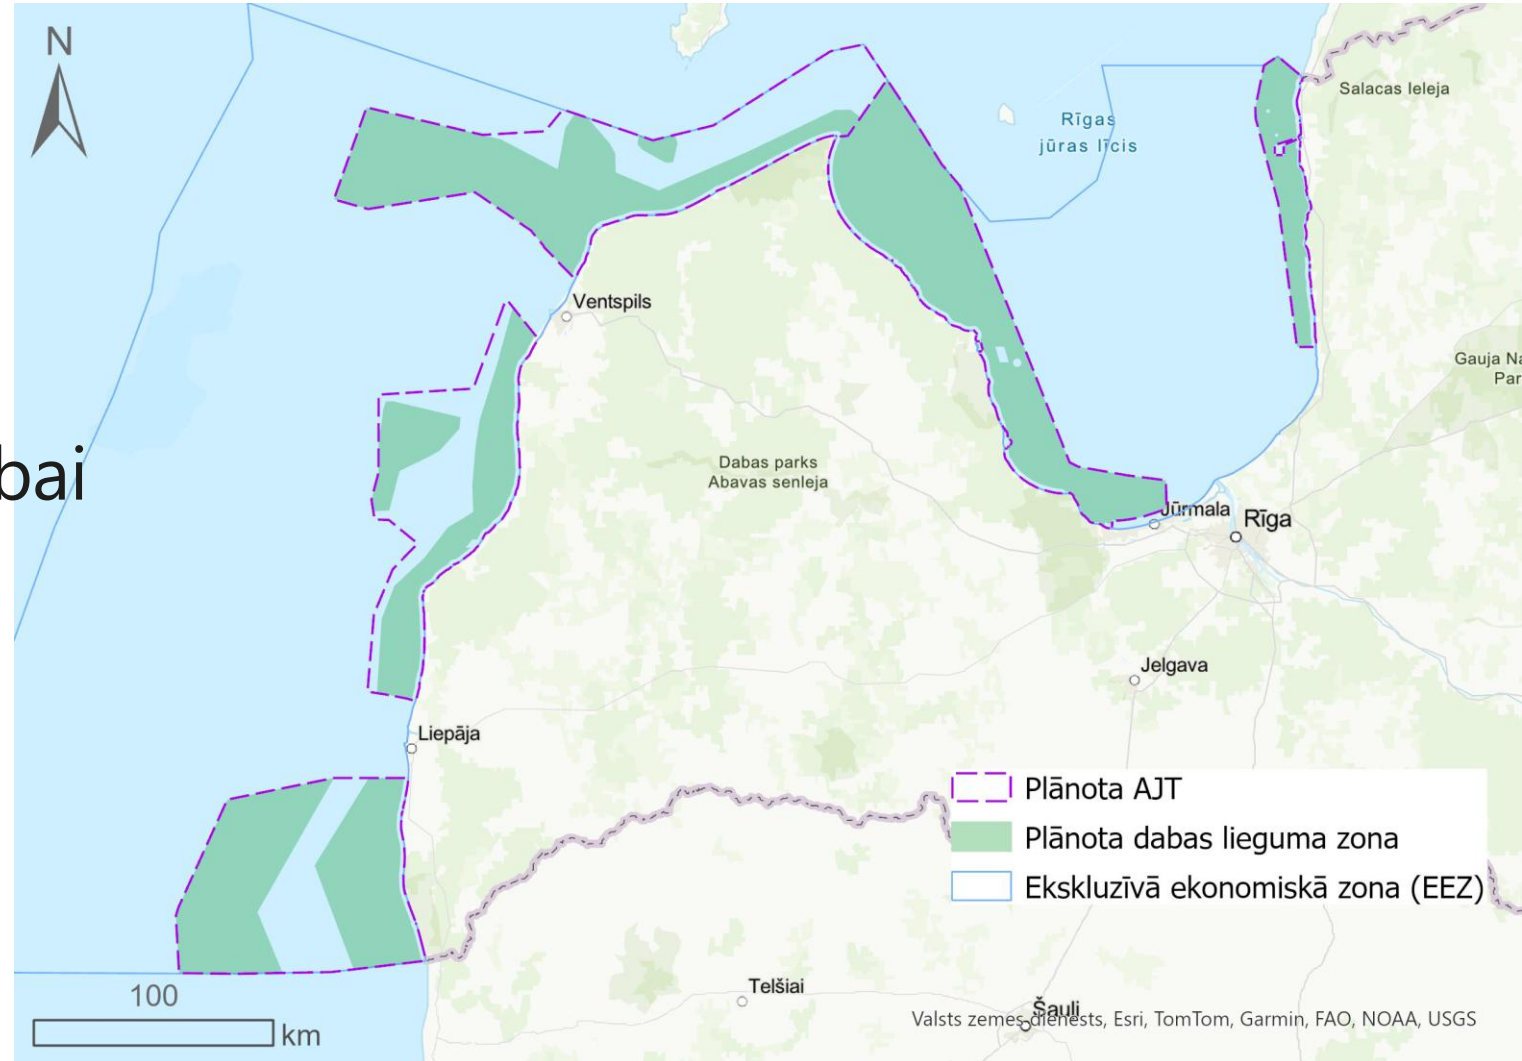 N
Salacas Ieleja
Rīgas
jūras līcis
Ventspils
Gauja Na
Par
bai
Dabas parks
Abavas senleja
Jūrmala
Rīga
Jelgava
Liepāja
Plānota AJT
Plānota dabas lieguma zona
Ekskluzīvā ekonomiskā zona (EEZ)
Telšiai
100
km
Šauļi
Valsts zemes dienests, Esri, TomTom, Garmin, FAO, NOAA, USGS